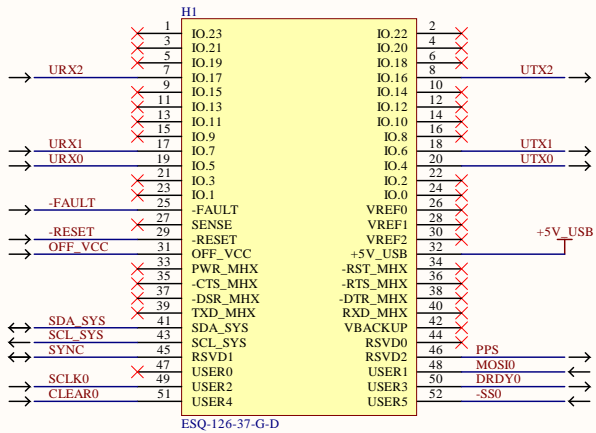 H1
1 IO.23 IO.22 2
3 IO.21 IO.20 4
5 IO.19 IO.18 6
URX2 7 IO.17 IO.16 8 UTX2
9 IO.15 IO.14 10
11 IO.13 IO.12 12
13 IO.11 IO.10 14
15 IO.9 IO.8 16
URX1 17 IO.7 IO.6 18 UTX1
URX0 19 IO.5 IO.4 20 UTX0
21 IO.3 IO.2 22
23 IO.1 IO.0 24
-FAULT 25 -FAULT VREF0 26
27 SENSE VREF1 28
-RESET 29 -RESET VREF2 30 +5V_USB
OFF_VCC 31 OFF_VCC +5V_USB 32
33 PWR_MHX -RST_MHX 34
35 -CTS_MHX -RTS_MHX 36
37 -DSR_MHX -DTR_MHX 38
39 TXD_MHX RXD_MHX 40
SDA_SYS 41 SDA_SYS VBACKUP 42
SCL_SYS 43 SCL_SYS RSVD0 44
SYNC 45 RSVD1 RSVD2 46 PPS
47 USER0 USER1 48 MOSI0
SCLK0 49 USER2 USER3 50 DRDY0
CLEAR0 51 USER4 USER5 52 -SS0
ESQ-126-37-G-D